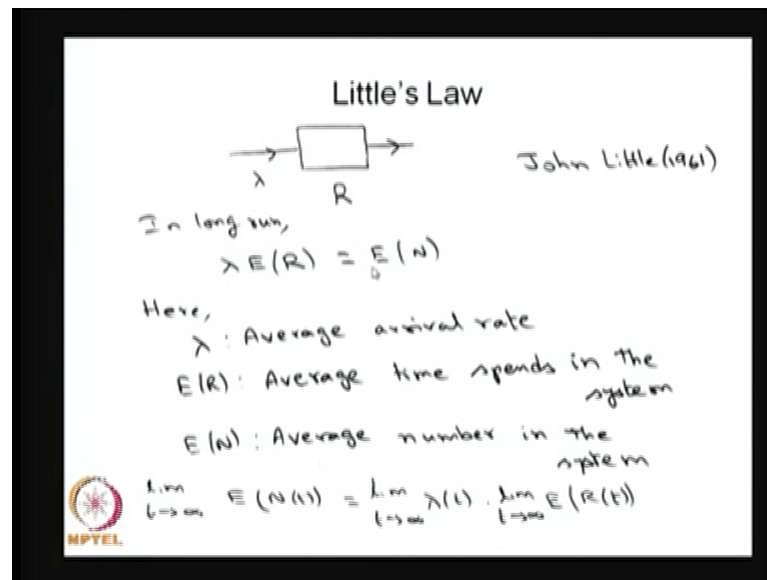 Little's Law
λ
R
John Little (1961)
In long run,
λ E(R) = E(N)
Here,
λ : Average arrival rate
E(R) : Average time spends in the
system
E(N) : Average number in the
system
lim t→∞ E(N(t)) = lim t→∞ λ(t) . lim t→∞ E(R(t))
NPTEL